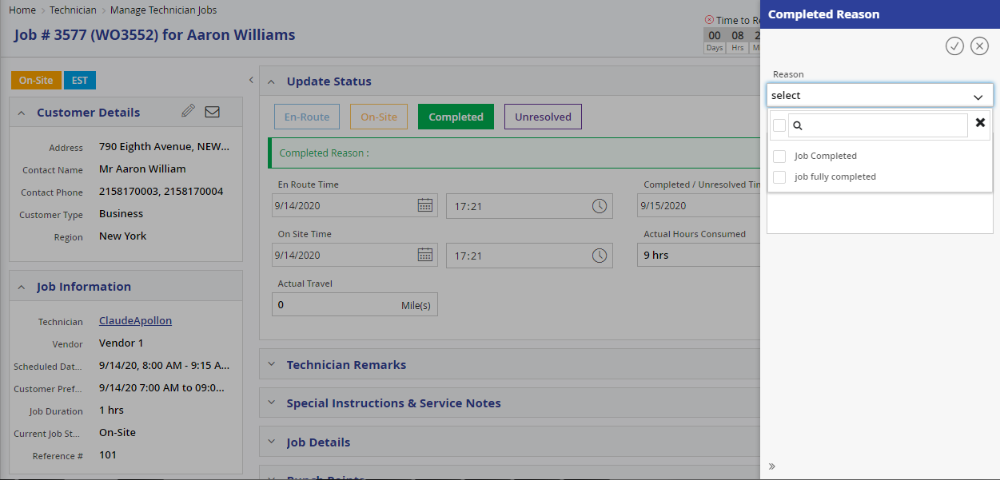 Home > Technician > Manage Technician Jobs
Job # 3577 (WO3552) for Aaron Williams
Time to Re
00 08 2
Days Hrs M
On-Site EST
Customer Details
Address 790 Eighth Avenue, NEW...
Contact Name Mr Aaron William
Contact Phone 2158170003, 2158170004
Customer Type Business
Region New York
Job Information
Technician ClaudeApollon
Vendor Vendor 1
Scheduled Dat... 9/14/20, 8:00 AM - 9:15 A...
Customer Pref... 9/14/20 7:00 AM to 09:0...
Job Duration 1 hrs
Current Job St... On-Site
Reference # 101
Update Status
En-Route On-Site Completed Unresolved
Completed Reason :
En Route Time Completed / Unresolved Tim
9/14/2020 17:21 9/15/2020
On Site Time Actual Hours Consumed
9/14/2020 17:21 9 hrs
Actual Travel
0 Mile(s)
Technician Remarks
Special Instructions & Service Notes
Job Details
Punch Points
Completed Reason
Reason
select
Job Completed
job fully completed